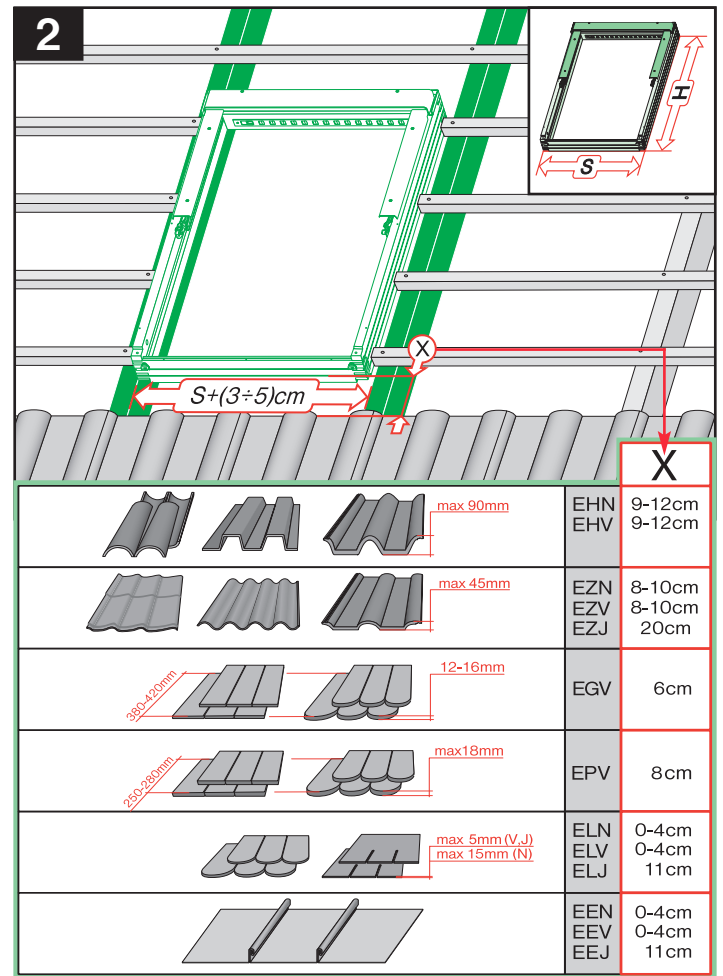 2
H
S
X
S+(3÷5)cm
X
max 90mm
EHN 9-12cm
EHV 9-12cm
max 45mm
EZN 8-10cm
EZV 8-10cm
EZJ 20cm
380-420mm
12-16mm
EGV 6cm
250-280mm
max18mm
EPV 8cm
max 5mm (V,J)
max 15mm (N)
ELN 0-4cm
ELV 0-4cm
ELJ 11cm
EEN 0-4cm
EEV 0-4cm
EEJ 11cm